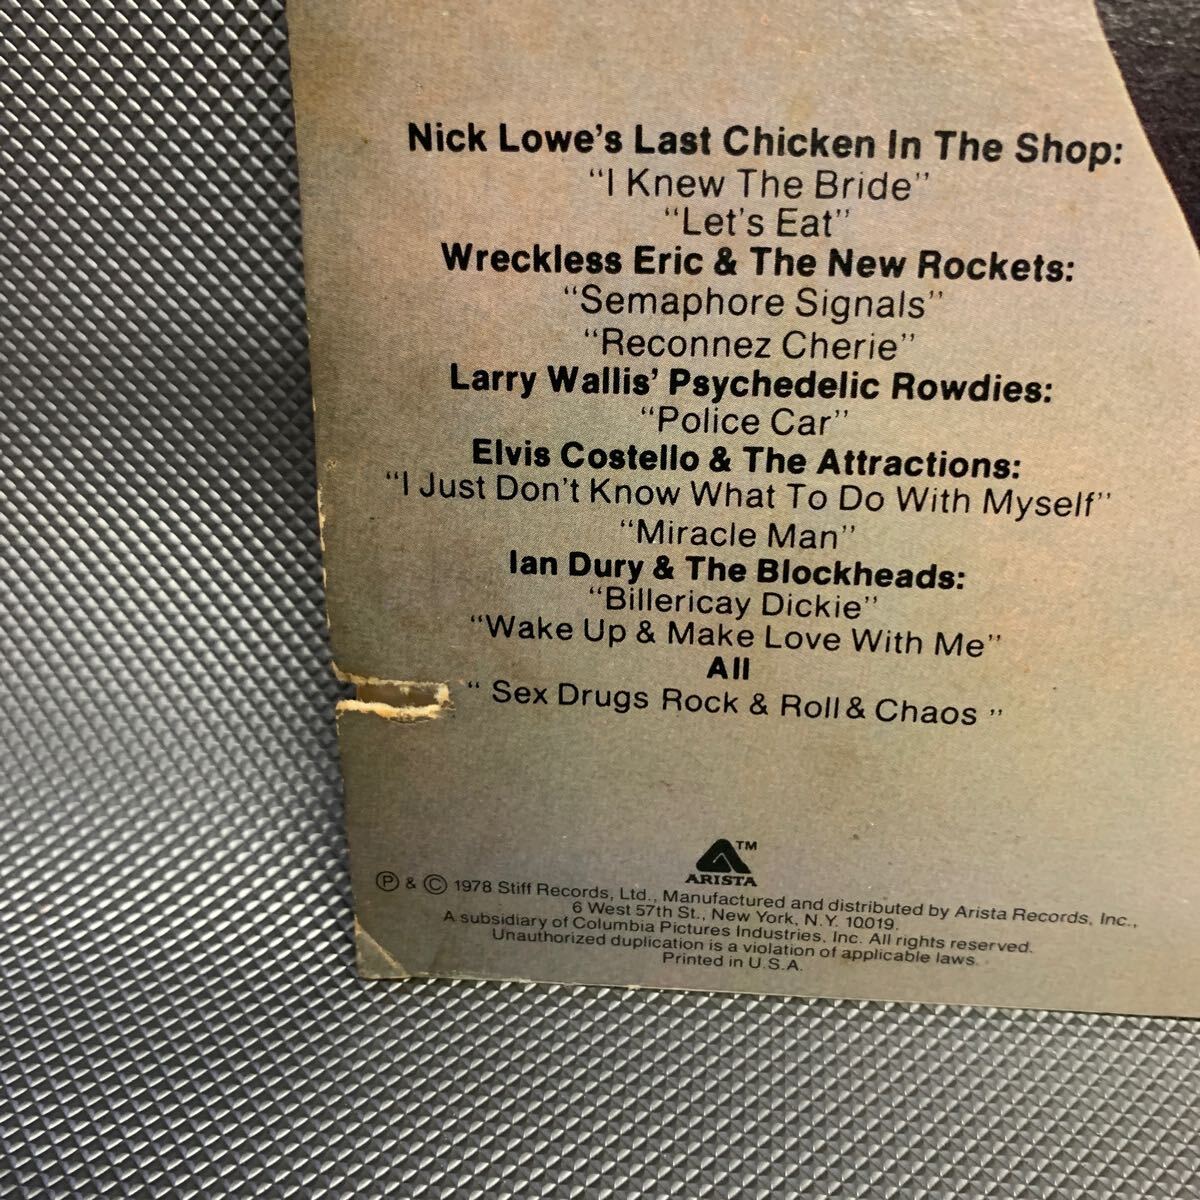 Nick Lowe's Last Chicken In The Shop:
"I Knew The Bride"
"Let's Eat"
Wreckless Eric & The New Rockets:
"Semaphore Signals"
"Reconnez Cherie"
Larry Wallis' Psychedelic Rowdies:
"Police Car"
Elvis Costello & The Attractions:
"I Just Don't Know What To Do With Myself"
"Miracle Man"
Ian Dury & The Blockheads:
"Billericay Dickie"
"Wake Up & Make Love With Me"
All
" Sex Drugs Rock & Roll & Chaos "
TM
ARISTA
Ⓟ & © 1978 Stiff Records, Ltd., Manufactured and distributed by Arista Records, Inc.,
6 West 57th St., New York, N.Y. 10019.
A subsidiary of Columbia Pictures Industries, Inc. All rights reserved.
Unauthorized duplication is a violation of applicable laws.
Printed in U.S.A.